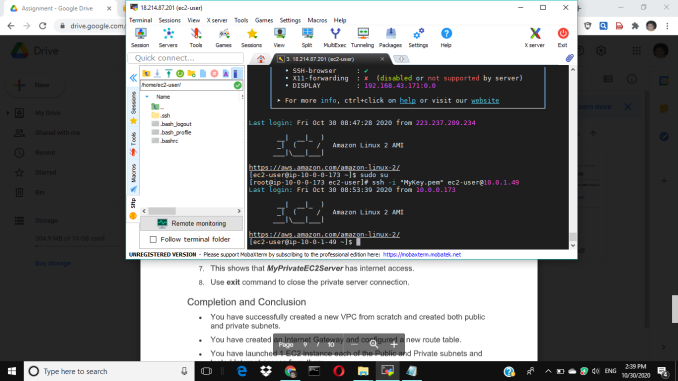 Assignment - Google Drive
18.214.87.201 (ec2-user)
Terminal Sessions View X server Tools Games Settings Macros Help
Session Servers Tools Games Sessions View Split MultiExec Tunneling Packages Settings Help X server Exit
Quick connect...
3. 18.214.87.201 (ec2-user)
/home/ec2-user/
Name
..
.ssh
.bash_logout
.bash_profile
.bashrc
Sessions
Tools
Macros
Sftp
Remote monitoring
Follow terminal folder
• SSH-browser : ✔
• X11-forwarding : ✘ (disabled or not supported by server)
• DISPLAY : 192.168.43.171:0.0
➤ For more info, ctrl+click on help or visit our website
Last login: Fri Oct 30 08:47:28 2020 from 223.237.209.234
__| __|_ )
_| ( / Amazon Linux 2 AMI
___|\___|___|
https://aws.amazon.com/amazon-linux-2/
[ec2-user@ip-10-0-0-173 ~]$ sudo su
[root@ip-10-0-0-173 ec2-user]# ssh -i "MyKey.pem" ec2-user@10.0.1.49
Last login: Fri Oct 30 08:53:39 2020 from 10.0.0.173
__| __|_ )
_| ( / Amazon Linux 2 AMI
___|\___|___|
https://aws.amazon.com/amazon-linux-2/
[ec2-user@ip-10-0-1-49 ~]$
UNREGISTERED VERSION - Please support MobaXterm by subscribing to the professional edition here: https://mobaxterm.mobatek.net
drive.google.com
Drive
New
My Drive
Shared with me
Recent
Starred
Bin
Storage
Buy storage
7. This shows that MyPrivateEC2Server has internet access.
8. Use exit command to close the private server connection.
Completion and Conclusion
• You have successfully created a new VPC from scratch and created both public
and private subnets.
• You have created an Internet Gateway and configured a new route table.
• You have launched 1 EC2 Instance each of the Public and Private subnets and
Page 9 / 10
Type here to search
ENG
2:39 PM
10/30/2020
4